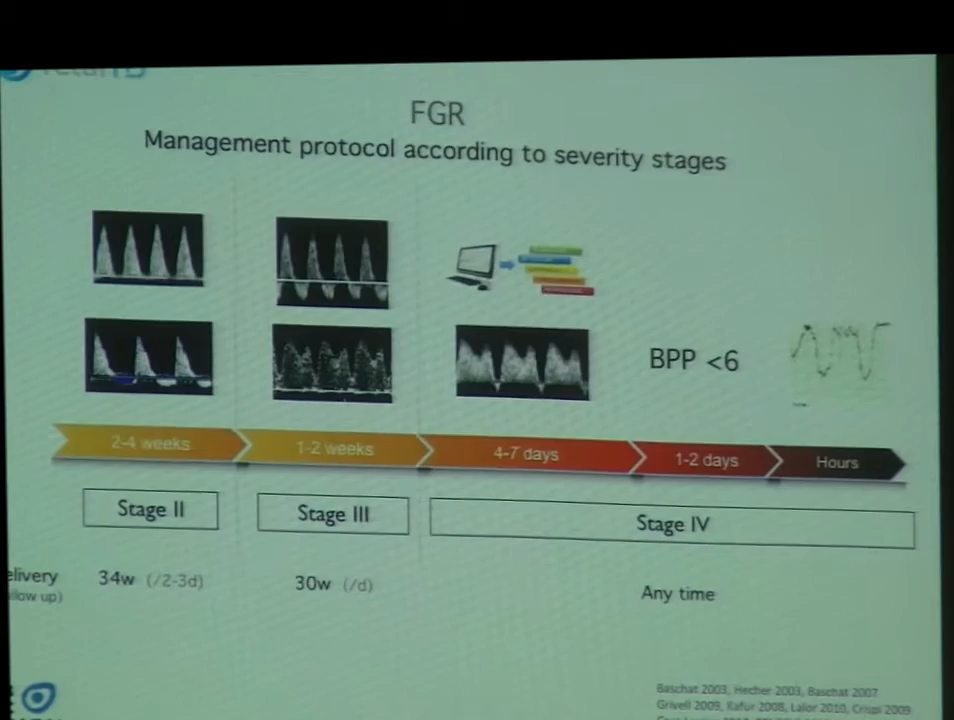 FGR
Management protocol according to severity stages
BPP <6
2-4 weeks
1-2 weeks
4-7 days
1-2 days
Hours
Stage II
Stage III
Stage IV
elivery
34w (/2-3d)
30w (/d)
Any time
low up)
Baschat 2003, Hecher 2003, Baschat 2007
Grivell 2009, Kafur 2008, Lalor 2010, Crispi 2009